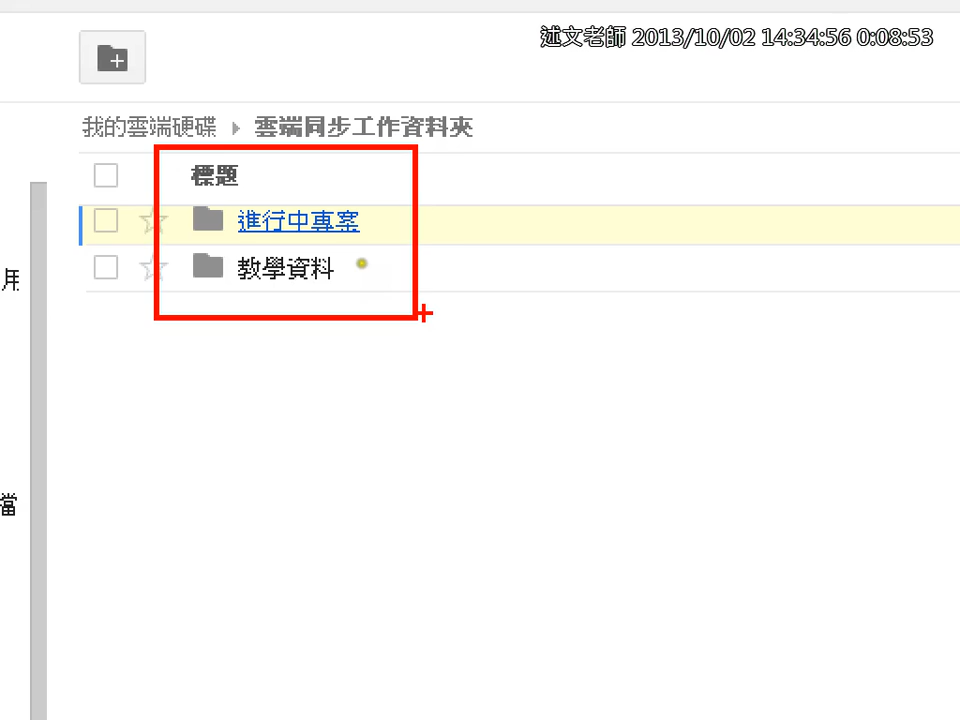 述文老師 2013/10/02 14:34:56 0:08:53
我的雲端硬碟 雲端同步工作資料夾
標題
進行中專案
教學資料
用
檔